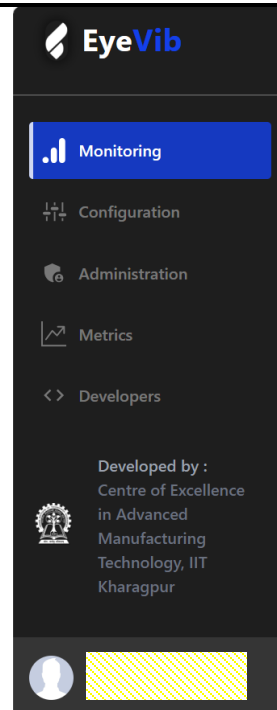 EyeVib
Monitoring
Configuration
Administration
Metrics
Developers
Developed by :
Centre of Excellence
in Advanced
Manufacturing
Technology, IIT
Kharagpur